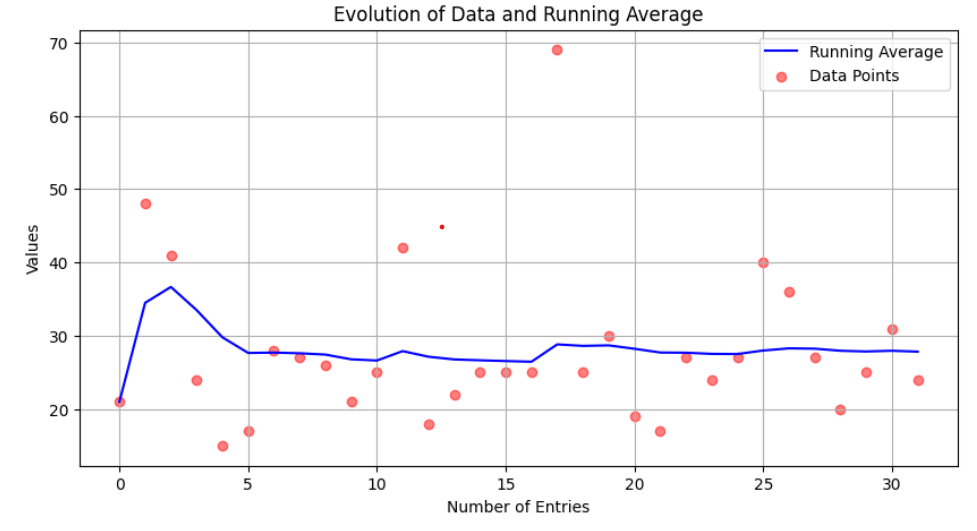 Evolution of Data and Running Average
Running Average
Data Points
70
60
50
40
30
20
Values
0 5 10 15 20 25 30
Number of Entries